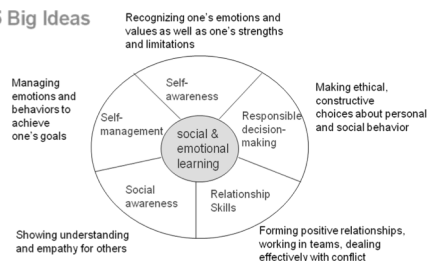 5 Big Ideas
Recognizing one's emotions and
values as well as one's strengths
and limitations
Managing
emotions and
behaviors to
achieve
one's goals
Self-
awareness
Making ethical,
constructive
choices about personal
and social behavior
Self-
management
Responsible
decision-
making
social &
emotional
learning
Social
awareness
Relationship
Skills
Showing understanding
and empathy for others
Forming positive relationships,
working in teams, dealing
effectively with conflict